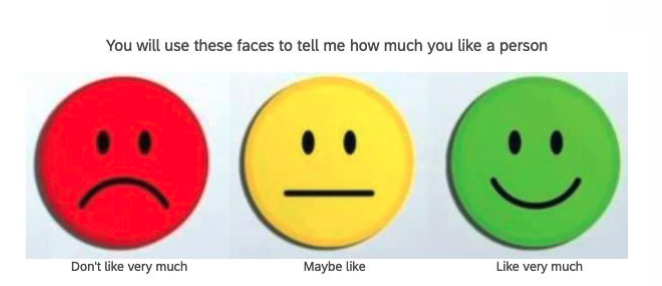 You will use these faces to tell me how much you like a person
Don't like very much
Maybe like
Like very much